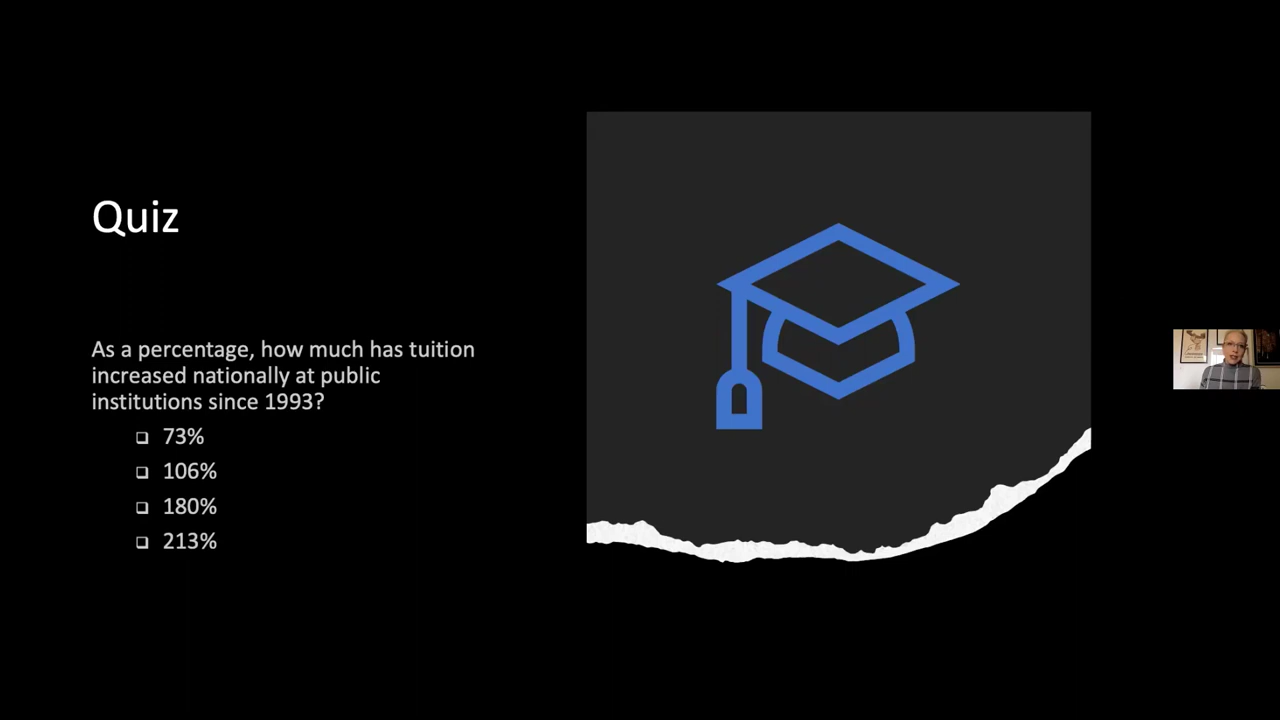 Quiz
As a percentage, how much has tuition
increased nationally at public
institutions since 1993?
73%
106%
180%
213%